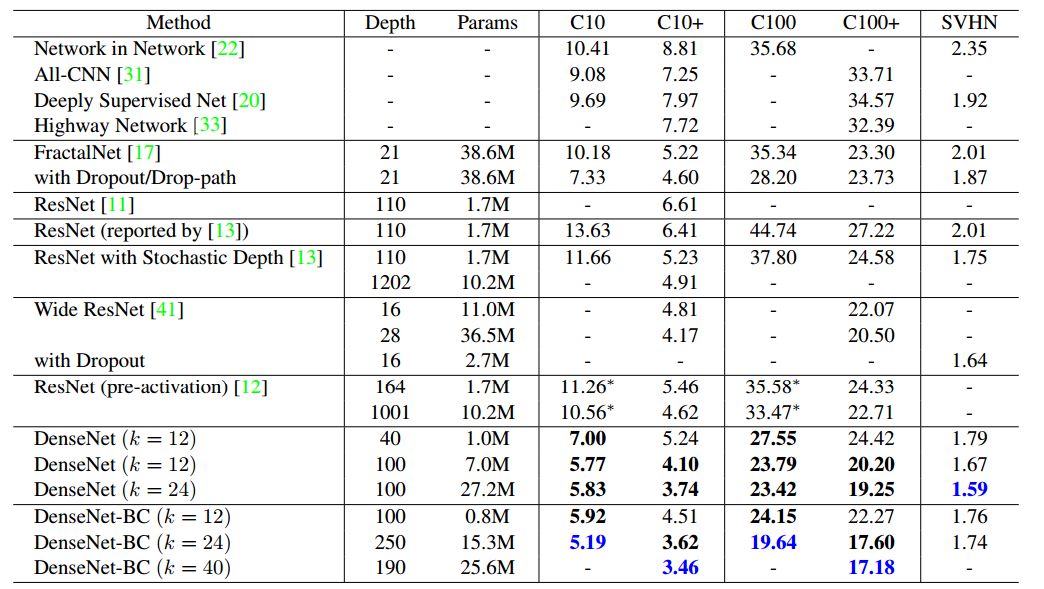 Method Depth Params C10 C10+ C100 C100+ SVHN
Network in Network [22] - - 10.41 8.81 35.68 - 2.35
All-CNN [31] - - 9.08 7.25 - 33.71 -
Deeply Supervised Net [20] - - 9.69 7.97 - 34.57 1.92
Highway Network [33] - - - 7.72 - 32.39 -
FractalNet [17] 21 38.6M 10.18 5.22 35.34 23.30 2.01
with Dropout/Drop-path 21 38.6M 7.33 4.60 28.20 23.73 1.87
ResNet [11] 110 1.7M - 6.61 - - -
ResNet (reported by [13]) 110 1.7M 13.63 6.41 44.74 27.22 2.01
ResNet with Stochastic Depth [13] 110 1.7M 11.66 5.23 37.80 24.58 1.75
1202 10.2M - 4.91 - - -
Wide ResNet [41] 16 11.0M - 4.81 - 22.07 -
28 36.5M - 4.17 - 20.50 -
with Dropout 16 2.7M - - - - 1.64
ResNet (pre-activation) [12] 164 1.7M 11.26* 5.46 35.58* 24.33 -
1001 10.2M 10.56* 4.62 33.47* 22.71 -
DenseNet (k = 12) 40 1.0M 7.00 5.24 27.55 24.42 1.79
DenseNet (k = 12) 100 7.0M 5.77 4.10 23.79 20.20 1.67
DenseNet (k = 24) 100 27.2M 5.83 3.74 23.42 19.25 1.59
DenseNet-BC (k = 12) 100 0.8M 5.92 4.51 24.15 22.27 1.76
DenseNet-BC (k = 24) 250 15.3M 5.19 3.62 19.64 17.60 1.74
DenseNet-BC (k = 40) 190 25.6M - 3.46 - 17.18 -